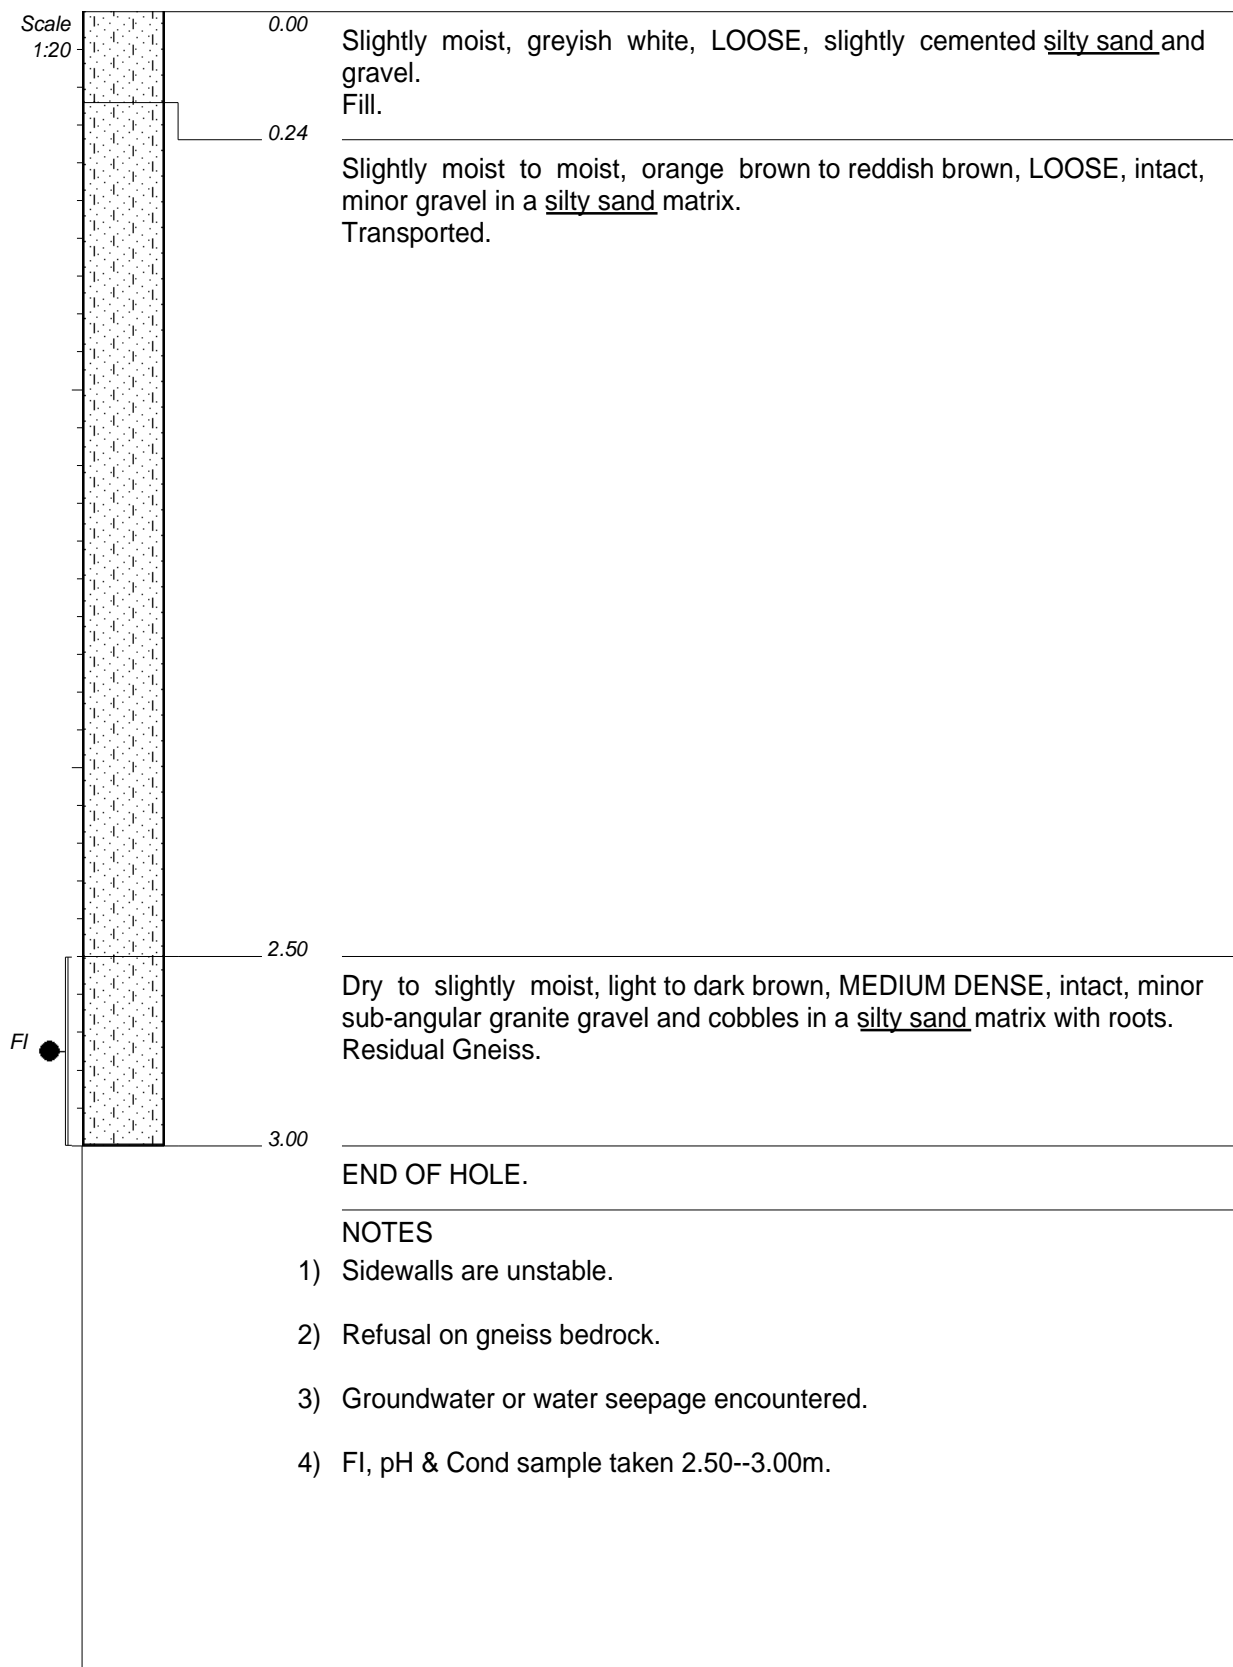 Scale
1:20
0.00
Slightly moist, greyish white, LOOSE, slightly cemented silty sand and
gravel.
Fill.
0.24
Slightly moist to moist, orange brown to reddish brown, LOOSE, intact,
minor gravel in a silty sand matrix.
Transported.
2.50
Dry to slightly moist, light to dark brown, MEDIUM DENSE, intact, minor
sub-angular granite gravel and cobbles in a silty sand matrix with roots.
Residual Gneiss.
FI
3.00
END OF HOLE.
NOTES
1) Sidewalls are unstable.
2) Refusal on gneiss bedrock.
3) Groundwater or water seepage encountered.
4) FI, pH & Cond sample taken 2.50--3.00m.